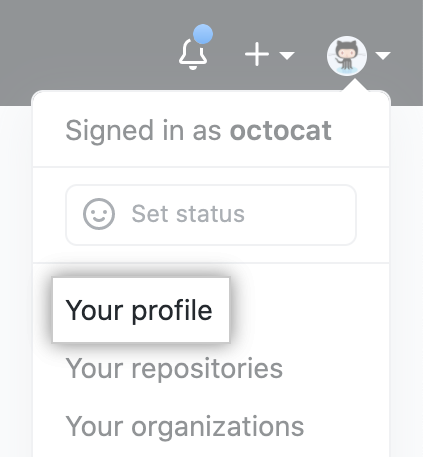 Signed in as octocat
Set status
Your profile
Your repositories
Your organizations